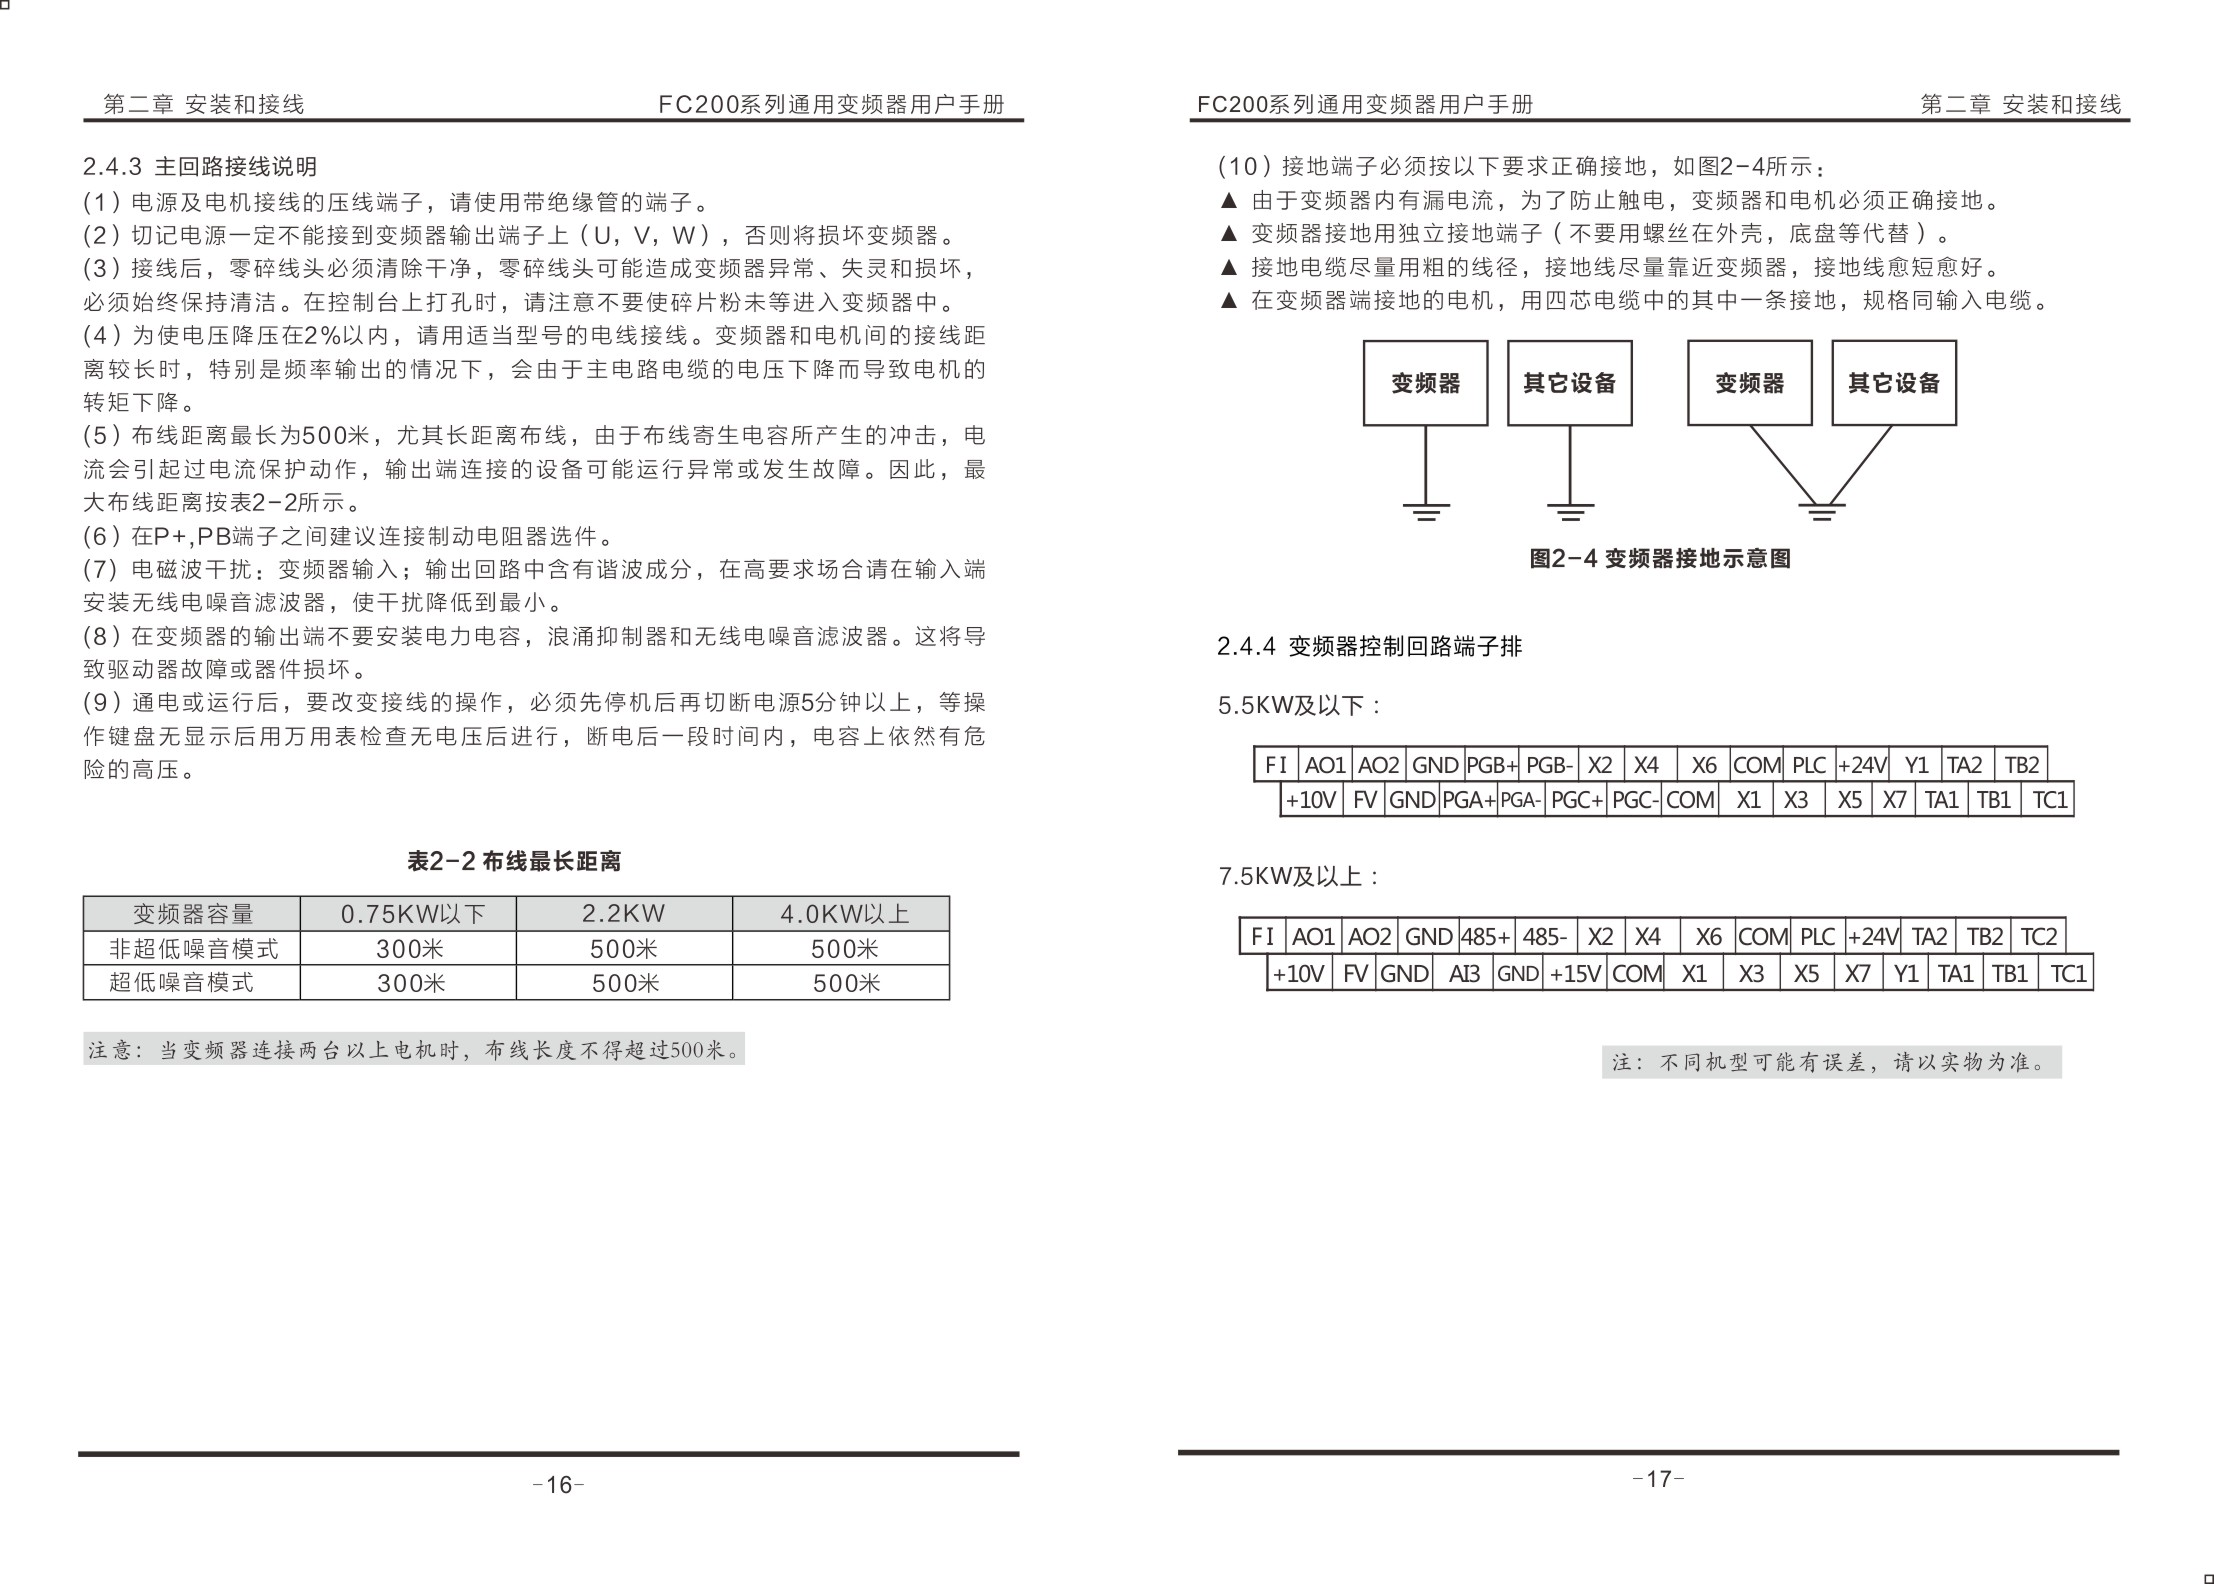 第二章 安装和接线 FC200系列通用变频器用户手册
2.4.3 主回路接线说明
(1)电源及电机接线的压线端子，请使用带绝缘管的端子。
(2)切记电源一定不能接到变频器输出端子上（U，V，W），否则将损坏变频器。
(3)接线后，零碎线头必须清除干净，零碎线头可能造成变频器异常、失灵和损坏，
必须始终保持清洁。在控制台上打孔时，请注意不要使碎片粉未等进入变频器中。
(4)为使电压降压在2%以内，请用适当型号的电线接线。变频器和电机间的接线距
离较长时，特别是频率输出的情况下，会由于主电路电缆的电压下降而导致电机的
转矩下降。
(5)布线距离最长为500米，尤其长距离布线，由于布线寄生电容所产生的冲击，电
流会引起过电流保护动作，输出端连接的设备可能运行异常或发生故障。因此，最
大布线距离按表2-2所示。
(6)在P+,PB端子之间建议连接制动电阻器选件。
(7) 电磁波干扰：变频器输入；输出回路中含有谐波成分，在高要求场合请在输入端
安装无线电噪音滤波器，使干扰降低到最小。
(8)在变频器的输出端不要安装电力电容，浪涌抑制器和无线电噪音滤波器。这将导
致驱动器故障或器件损坏。
(9)通电或运行后，要改变接线的操作，必须先停机后再切断电源5分钟以上，等操
作键盘无显示后用万用表检查无电压后进行，断电后一段时间内，电容上依然有危
险的高压。
表2-2 布线最长距离
变频器容量 0.75KW以下 2.2KW 4.0KW以上
非超低噪音模式 300米 500米 500米
超低噪音模式 300米 500米 500米
注意：当变频器连接两台以上电机时，布线长度不得超过500米。
-16-
FC200系列通用变频器用户手册 第二章 安装和接线
(10)接地端子必须按以下要求正确接地，如图2-4所示：
▲ 由于变频器内有漏电流，为了防止触电，变频器和电机必须正确接地。
▲ 变频器接地用独立接地端子（不要用螺丝在外壳，底盘等代替）。
▲ 接地电缆尽量用粗的线径，接地线尽量靠近变频器，接地线愈短愈好。
▲ 在变频器端接地的电机，用四芯电缆中的其中一条接地，规格同输入电缆。
变频器 其它设备 变频器 其它设备
图2-4 变频器接地示意图
2.4.4 变频器控制回路端子排
5.5KW及以下：
FI AO1 AO2 GND PGB+ PGB- X2 X4 X6 COM PLC +24V Y1 TA2 TB2
+10V FV GND PGA+ PGA- PGC+ PGC- COM X1 X3 X5 X7 TA1 TB1 TC1
7.5KW及以上：
FI AO1 AO2 GND 485+ 485- X2 X4 X6 COM PLC +24V TA2 TB2 TC2
+10V FV GND AI3 GND +15V COM X1 X3 X5 X7 Y1 TA1 TB1 TC1
注：不同机型可能有误差，请以实物为准。
-17-